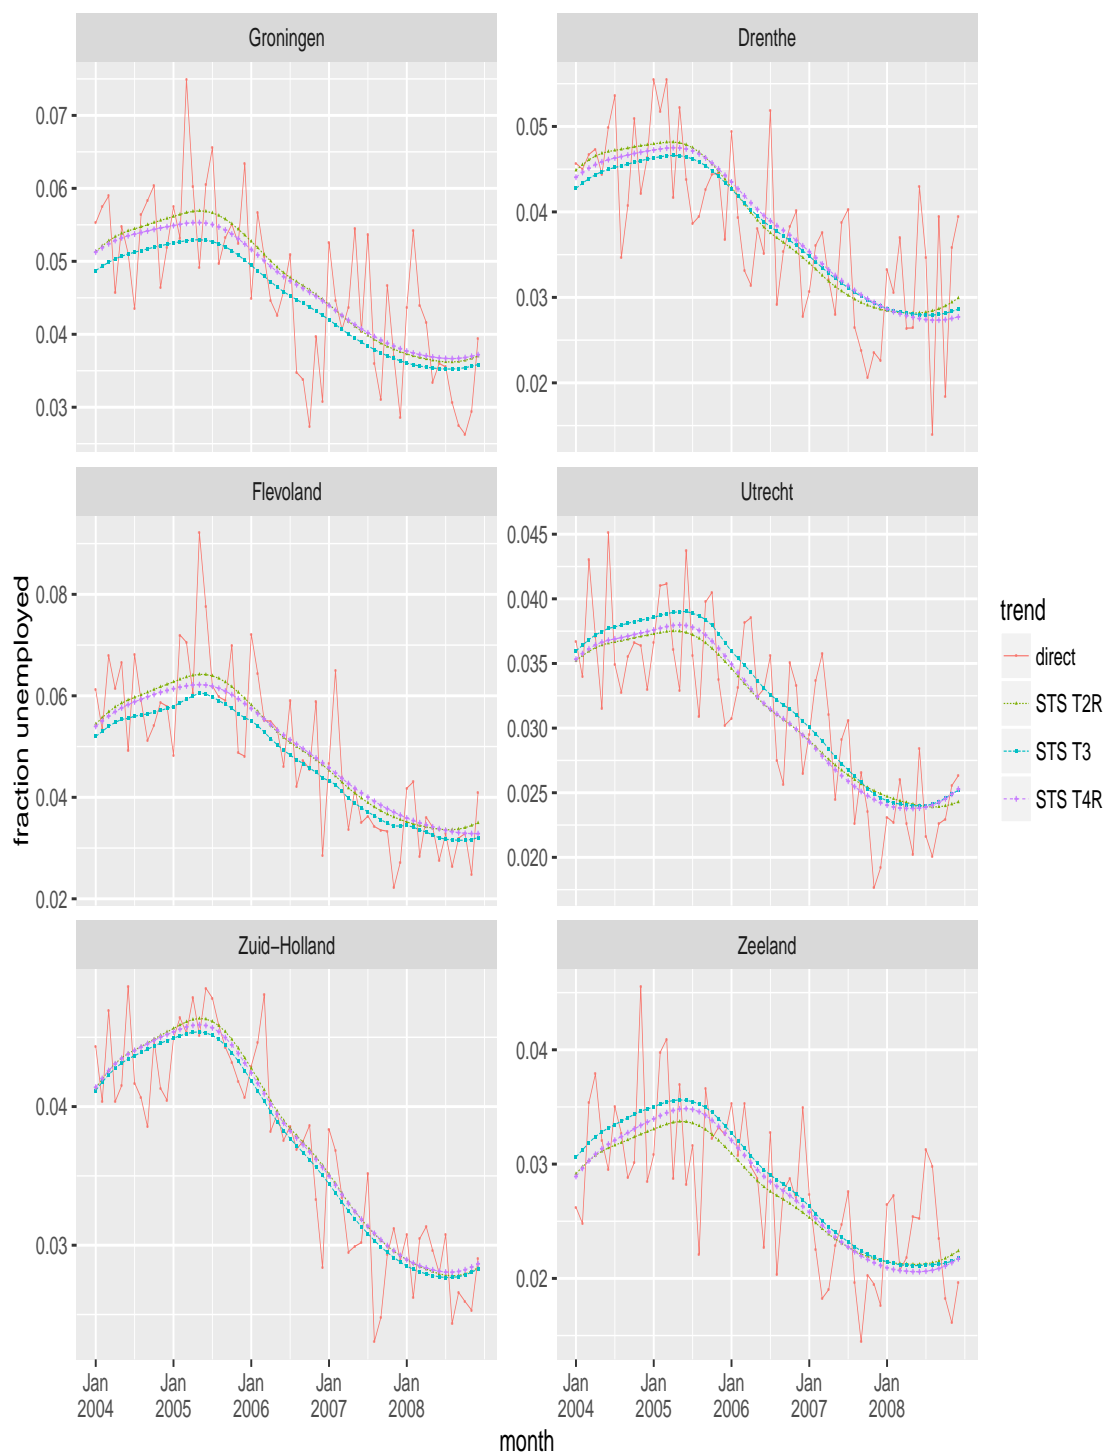 Groningen
Drenthe
0.07
0.06
0.05
0.04
0.03
0.05
0.04
0.03
0.02
Flevoland
Utrecht
0.08
0.06
0.04
0.02
0.045
0.040
0.035
0.030
0.025
0.020
fraction unemployed
trend
direct
STS T2R
STS T3
STS T4R
Zuid−Holland
Zeeland
0.04
0.03
0.04
0.03
0.02
Jan 2004
Jan 2005
Jan 2006
Jan 2007
Jan 2008
Jan 2004
Jan 2005
Jan 2006
Jan 2007
Jan 2008
month